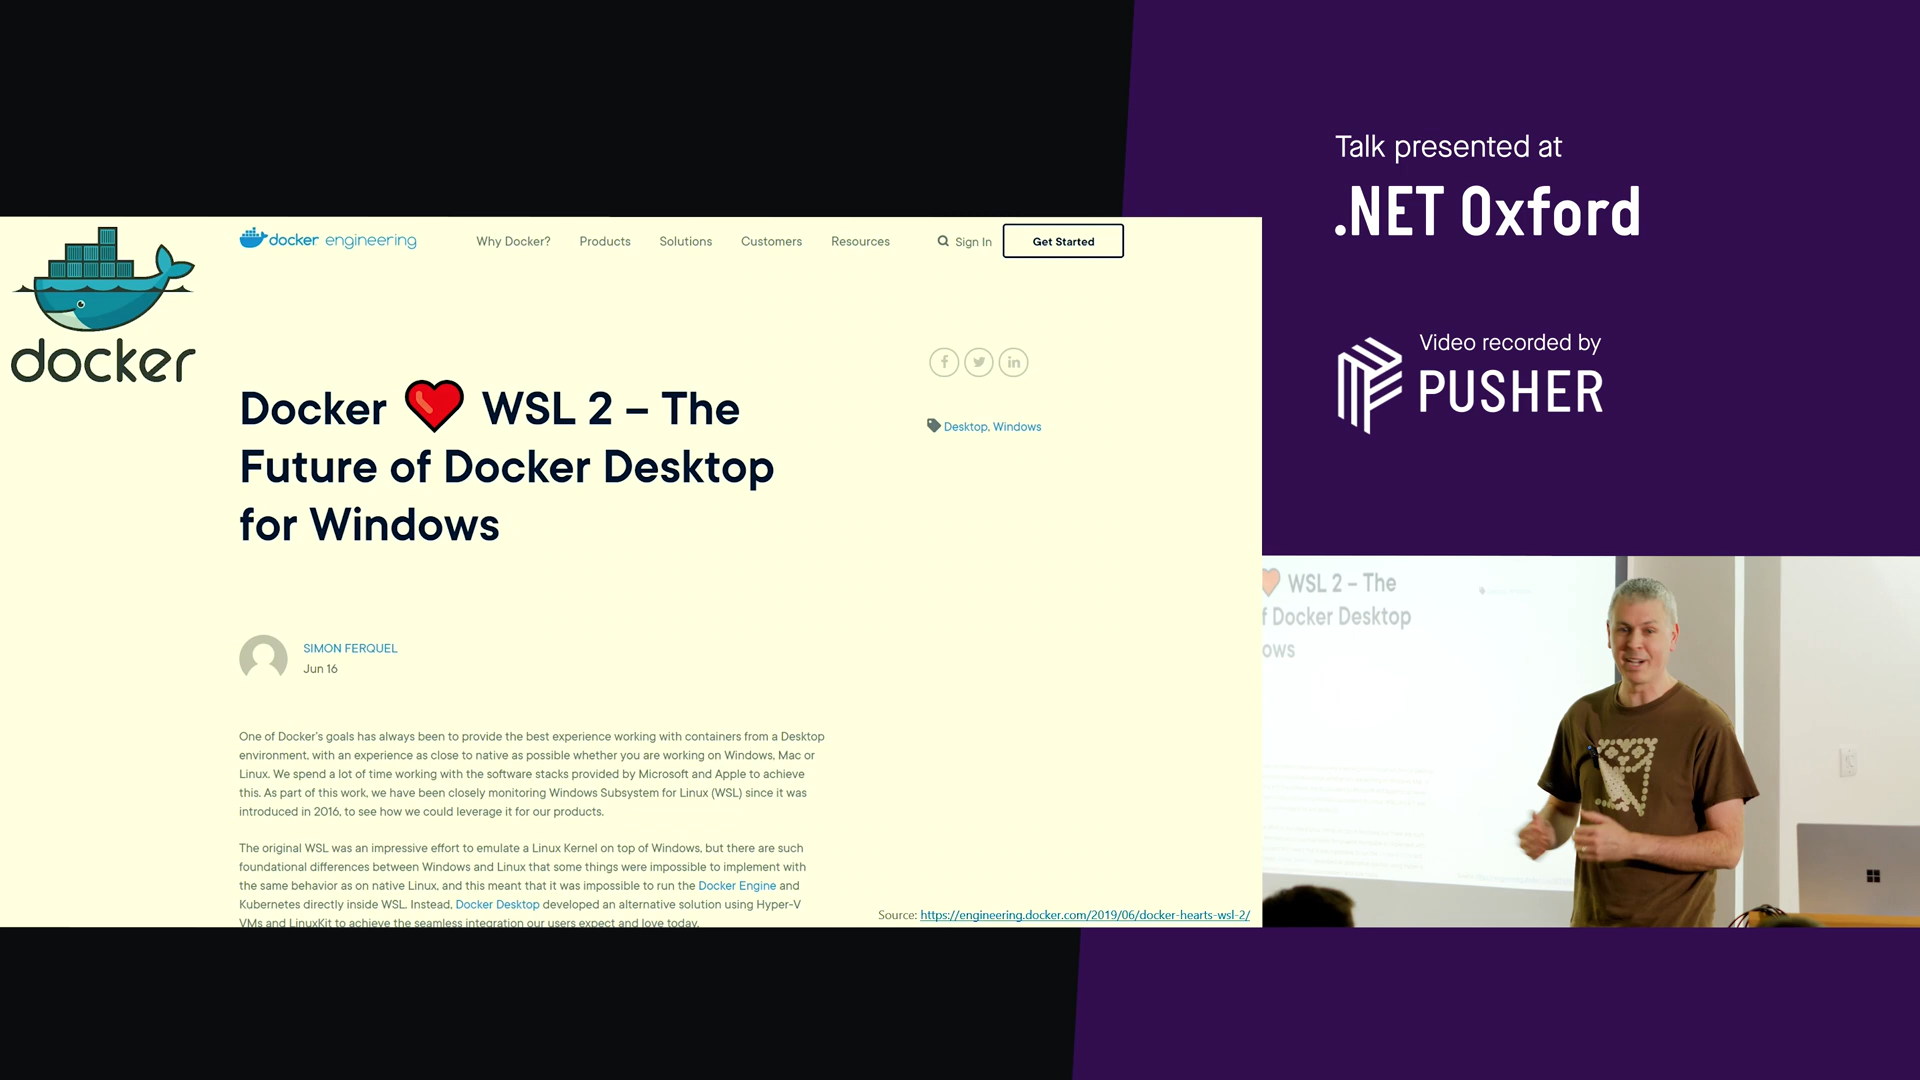 docker
docker engineering
Why Docker?
Products
Solutions
Customers
Resources
Sign In
Get Started
Docker ❤ WSL 2 – The
Future of Docker Desktop
for Windows
Desktop, Windows
SIMON FERQUEL
Jun 16
One of Docker's goals has always been to provide the best experience working with containers from a Desktop
environment, with an experience as close to native as possible whether you are working on Windows, Mac or
Linux. We spend a lot of time working with the software stacks provided by Microsoft and Apple to achieve
this. As part of this work, we have been closely monitoring Windows Subsystem for Linux (WSL) since it was
introduced in 2016, to see how we could leverage it for our products.
The original WSL was an impressive effort to emulate a Linux Kernel on top of Windows, but there are such
foundational differences between Windows and Linux that some things were impossible to implement with
the same behavior as on native Linux, and this meant that it was impossible to run the Docker Engine and
Kubernetes directly inside WSL. Instead, Docker Desktop developed an alternative solution using Hyper-V
VMs and LinuxKit to achieve the seamless integration our users expect and love today.
Source: https://engineering.docker.com/2019/06/docker-hearts-wsl-2/
Talk presented at
.NET Oxford
Video recorded by
PUSHER
WSL 2 – The
f Docker Desktop
ows